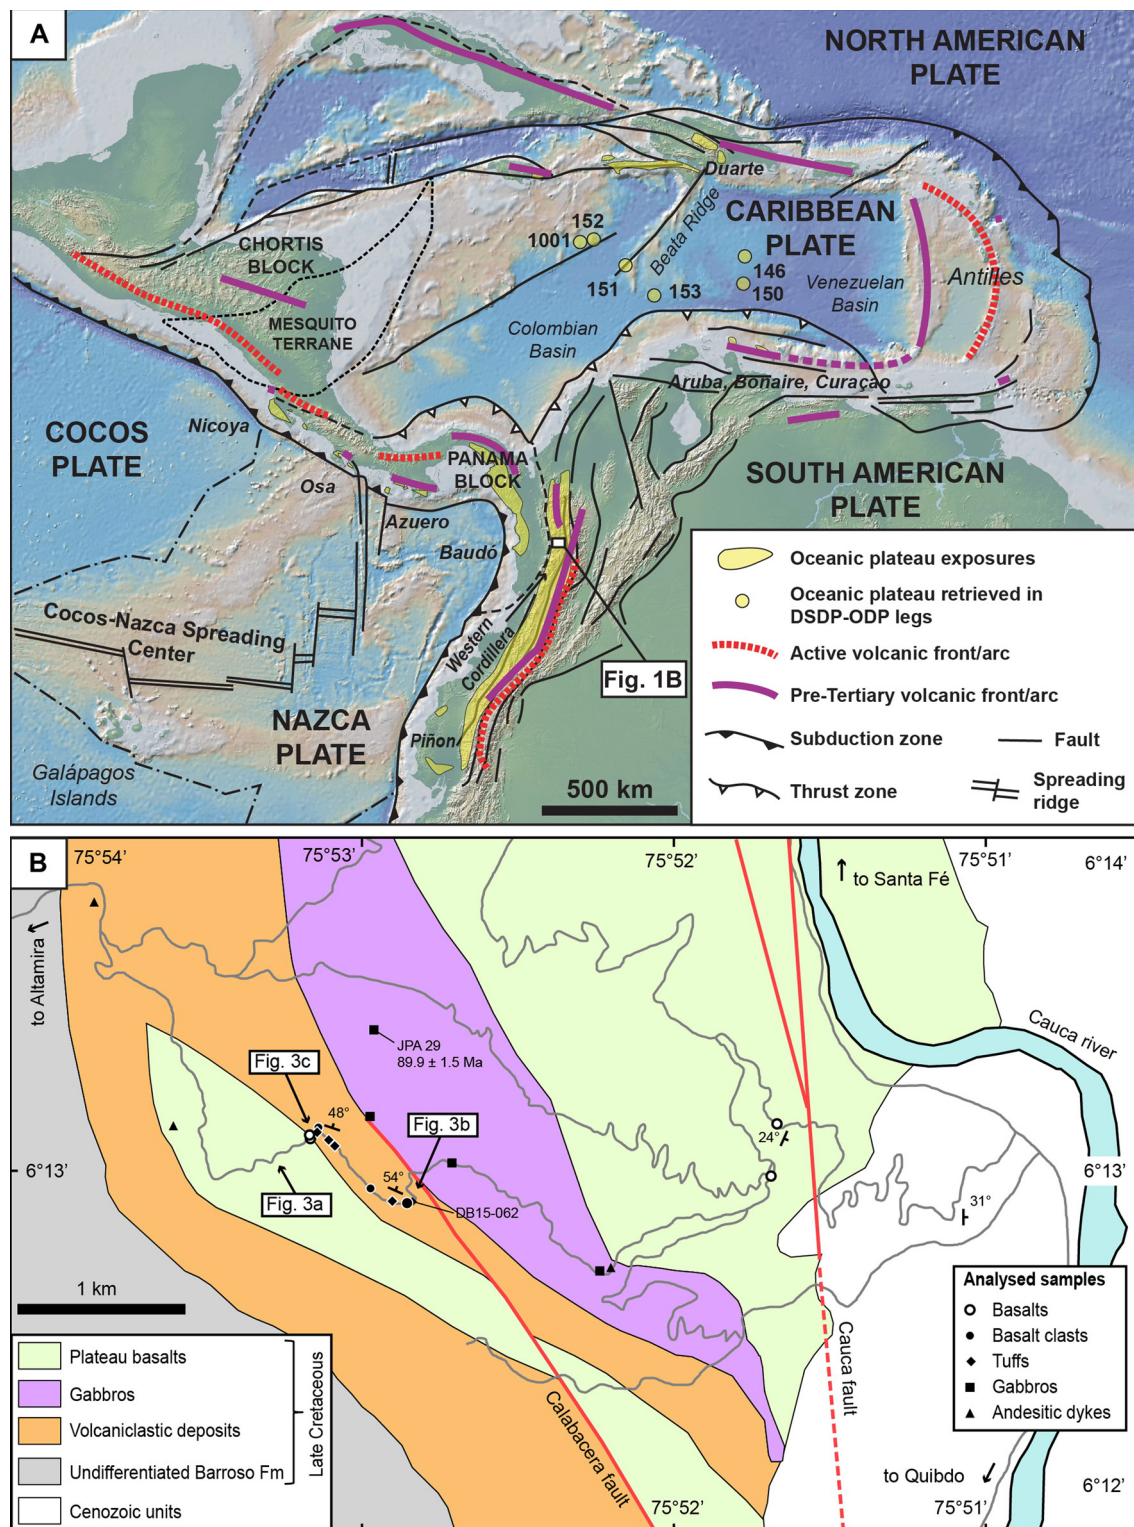 A
NORTH AMERICAN
PLATE
Duarte
CARIBBEAN
PLATE
Beata Ridge
152
1001
151
153
146
150
Venezuelan
Basin
Antilles
CHORTIS
BLOCK
MESQUITO
TERRANE
Colombian
Basin
Aruba, Bonaire, Curaçao
COCOS
PLATE
Nicoya
Osa
PANAMA
BLOCK
Azuero
Baudó
SOUTH AMERICAN
PLATE
Cocos-Nazca Spreading
Center
Western
Cordillera
Fig. 1B
NAZCA
PLATE
Piñon
Galápagos
Islands
500 km
Oceanic plateau exposures
Oceanic plateau retrieved in
DSDP-ODP legs
Active volcanic front/arc
Pre-Tertiary volcanic front/arc
Subduction zone
Fault
Thrust zone
Spreading
ridge
B
75°54’
75°53’
75°52’
75°51’
6°14’
to Santa Fé
to Altamira
Cauca river
JPA 29
89.9 ± 1.5 Ma
Fig. 3c
48°
Fig. 3b
24°
6°13’
6°13’
54°
Fig. 3a
DB15-062
31°
1 km
Analysed samples
Basalts
Basalt clasts
Tuffs
Gabbros
Andesitic dykes
Cauca fault
Calabacera fault
Plateau basalts
Gabbros
Volcaniclastic deposits
Undifferentiated Barroso Fm
Late Cretaceous
Cenozoic units
to Quibdo
6°12’
75°52’
75°51’